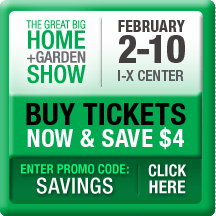 THE GREAT BIG
HOME
+GARDEN
SHOW
FEBRUARY
2-10
I-X CENTER
BUY TICKETS
NOW & SAVE $4
ENTER PROMO CODE:
SAVINGS
CLICK
HERE